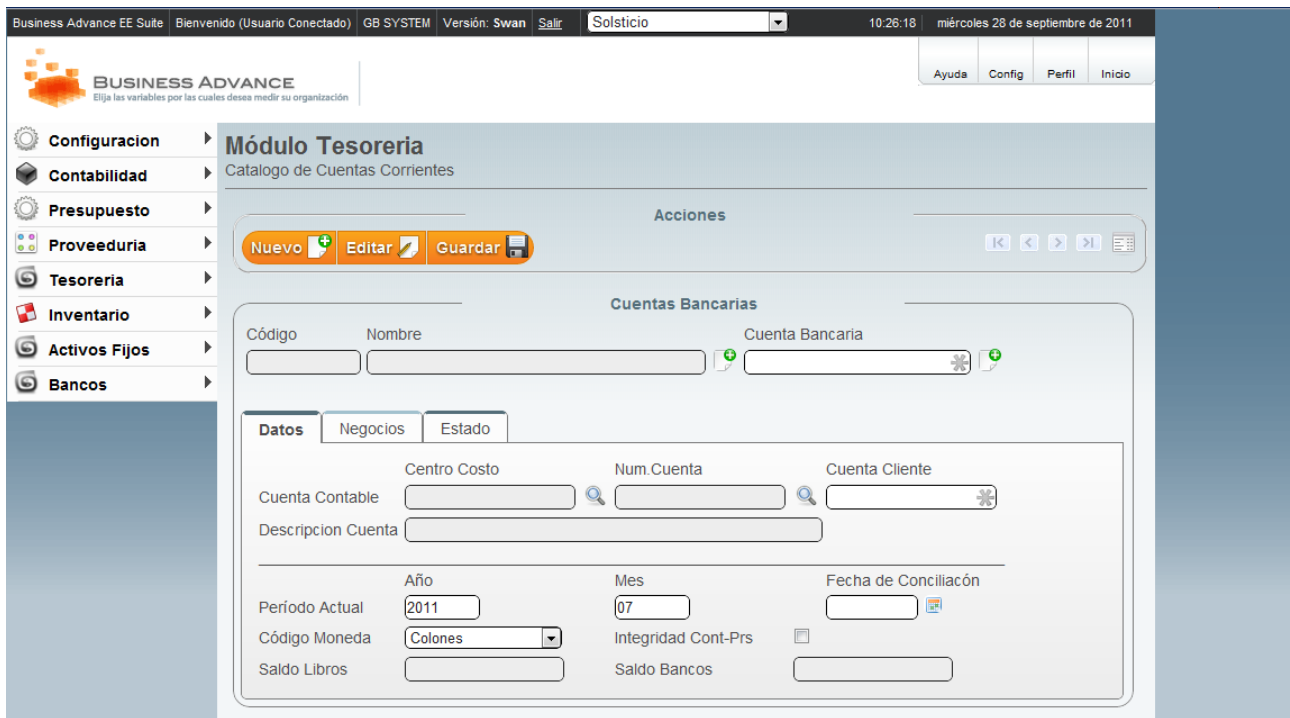 Business Advance EE Suite Bienvenido (Usuario Conectado) GB SYSTEM Versión: Swan Salir Solsticio 10:26:18 miércoles 28 de septiembre de 2011
BUSINESS ADVANCE
Elija las variables por las cuales desea medir su organización
Ayuda Config Perfil Inicio
Configuracion
Contabilidad
Presupuesto
Proveeduria
Tesoreria
Inventario
Activos Fijos
Bancos
Módulo Tesoreria
Catalogo de Cuentas Corrientes
Acciones
Nuevo Editar Guardar
Cuentas Bancarias
Código Nombre Cuenta Bancaria
Datos Negocios Estado
Centro Costo Num.Cuenta Cuenta Cliente
Cuenta Contable
Descripcion Cuenta
Año Mes Fecha de Conciliacón
Período Actual 2011 07
Código Moneda Colones Integridad Cont-Prs
Saldo Libros Saldo Bancos